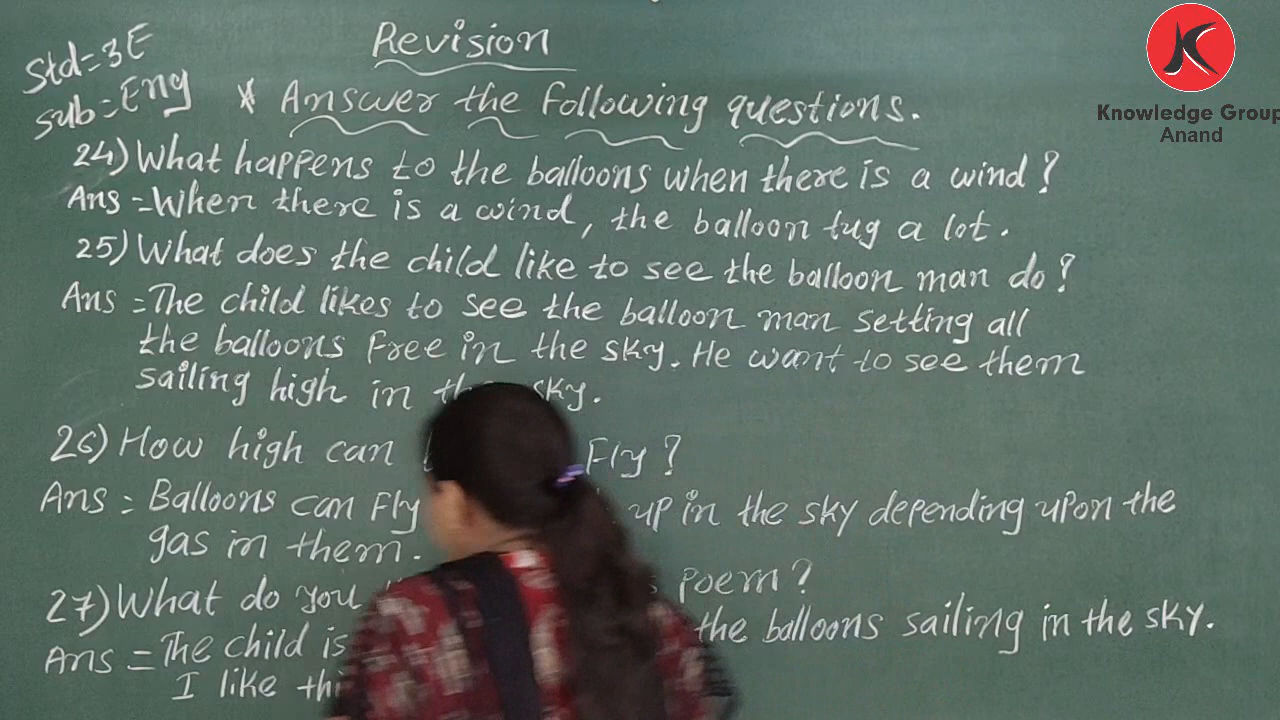 Std=3E
Sub=Eng
Revision
* Answer the following questions.
24) What happens to the balloons when there is a wind?
Ans = When there is a wind, the balloon tug a lot.
25) What does the child like to see the balloon man do?
Ans = The child likes to see the balloon man setting all
the balloons free in the sky. He want to see them
sailing high in the sky.
26) How high can Fly?
Ans = Balloons can Fly up in the sky depending upon the
gas in them.
27) What do you poem?
Ans = The child is the balloons sailing in the sky.
I like
Knowledge Group
Anand